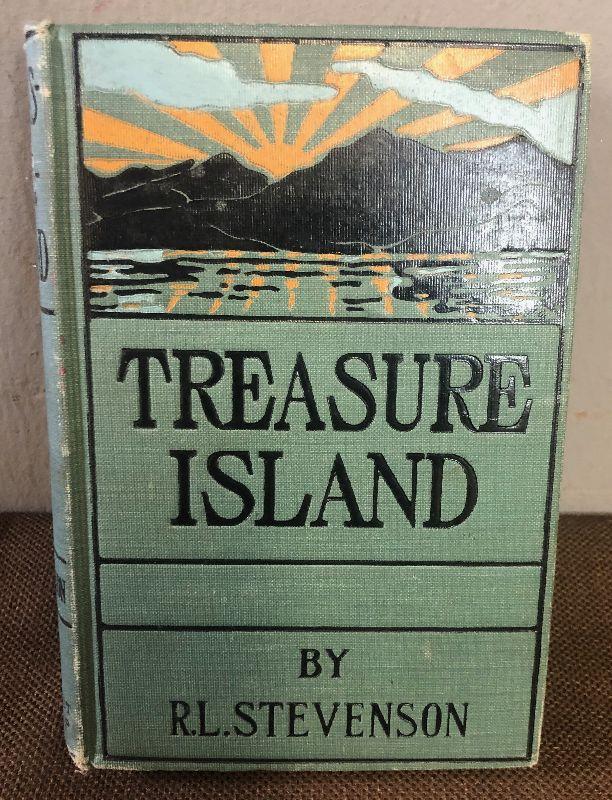 TREASURE
ISLAND
BY
R.L. STEVENSON